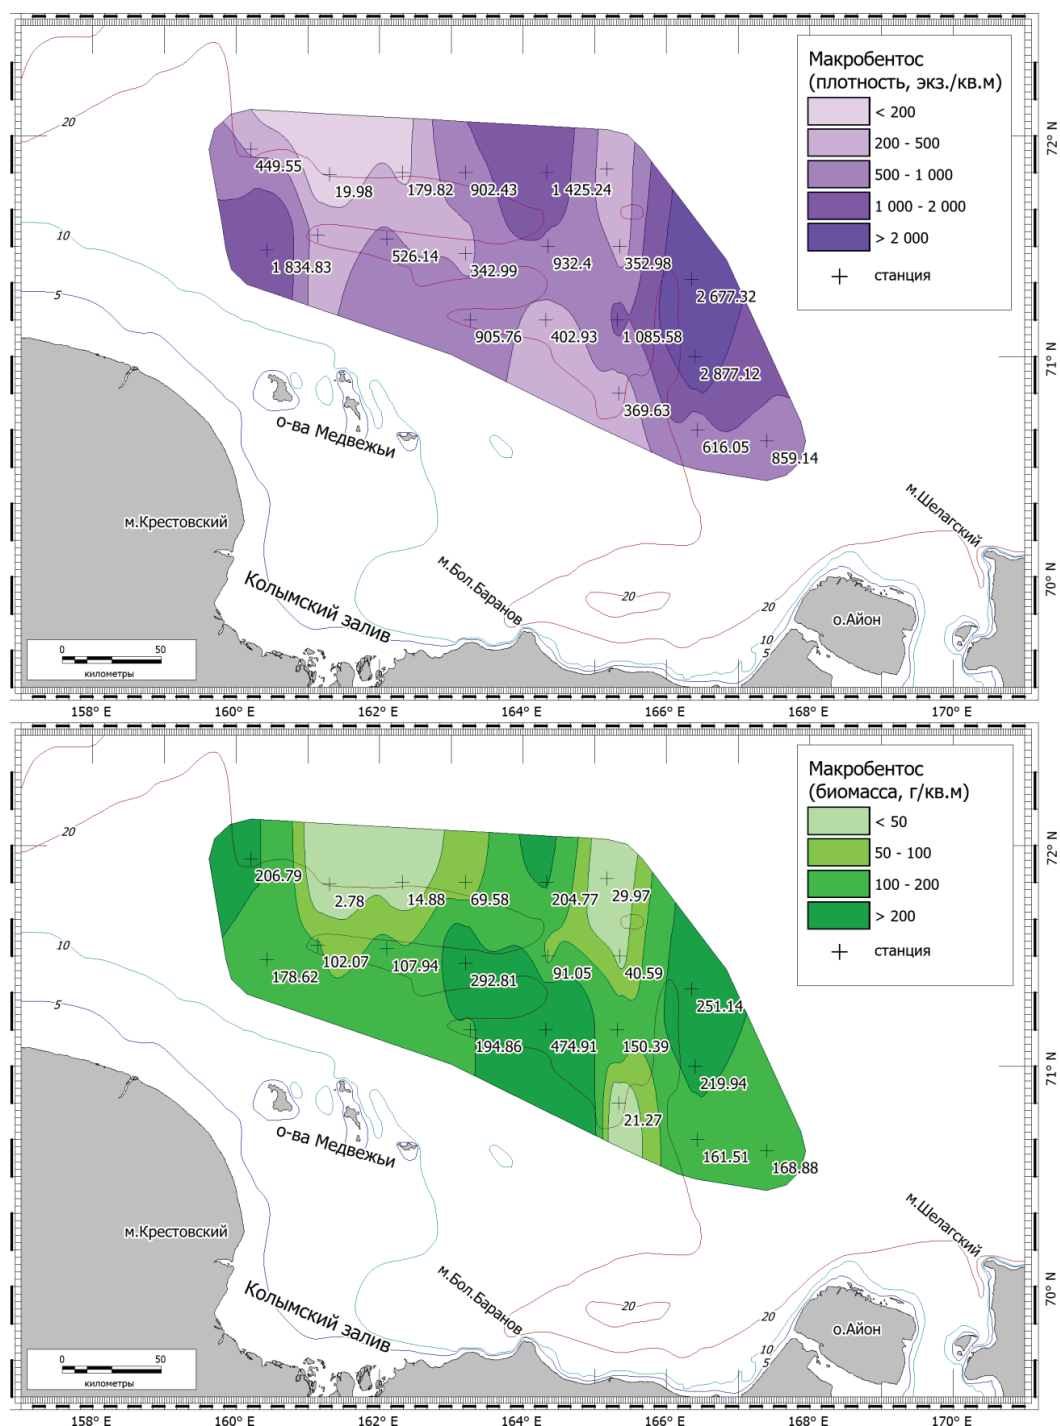 Макробентос
(плотность, экз./кв.м)
< 200
200 - 500
500 - 1 000
1 000 - 2 000
> 2 000
станция
20
10
5
449.55
19.98
179.82
902.43
1 425.24
1 834.83
526.14
342.99
932.4
352.98
2 677.32
905.76
402.93
1 085.58
2 877.12
369.63
616.05
859.14
72° N
71° N
70° N
о-ва Медвежьи
м.Крестовский
Колымский залив
м.Бол.Баранов
м.Шелагский
о.Айон
20
20
10
5
0 50
километры
158° E 160° E 162° E 164° E 166° E 168° E 170° E
Макробентос
(биомасса, г/кв.м)
< 50
50 - 100
100 - 200
> 200
станция
20
10
5
206.79
2.78
14.88
69.58
204.77
29.97
178.62
102.07
107.94
292.81
91.05
40.59
251.14
194.86
474.91
150.39
219.94
21.27
161.51
168.88
72° N
71° N
70° N
о-ва Медвежьи
м.Крестовский
Колымский залив
м.Бол.Баранов
м.Шелагский
о.Айон
20
20
10
5
0 50
километры
158° E 160° E 162° E 164° E 166° E 168° E 170° E